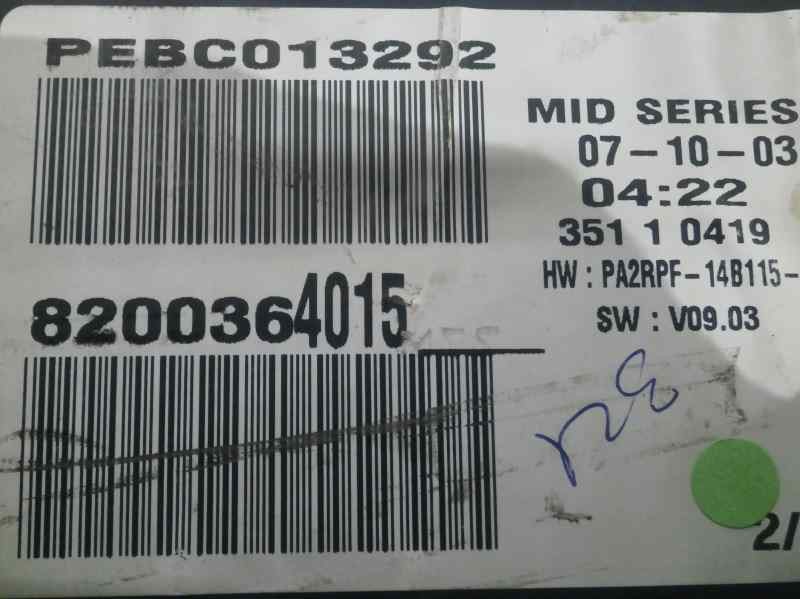 PEBC013292
MID SERIES
07-10-03
04:22
351 1 0419
HW : PA2RPF-14B115-
SW : V09.03
8200364015
2/